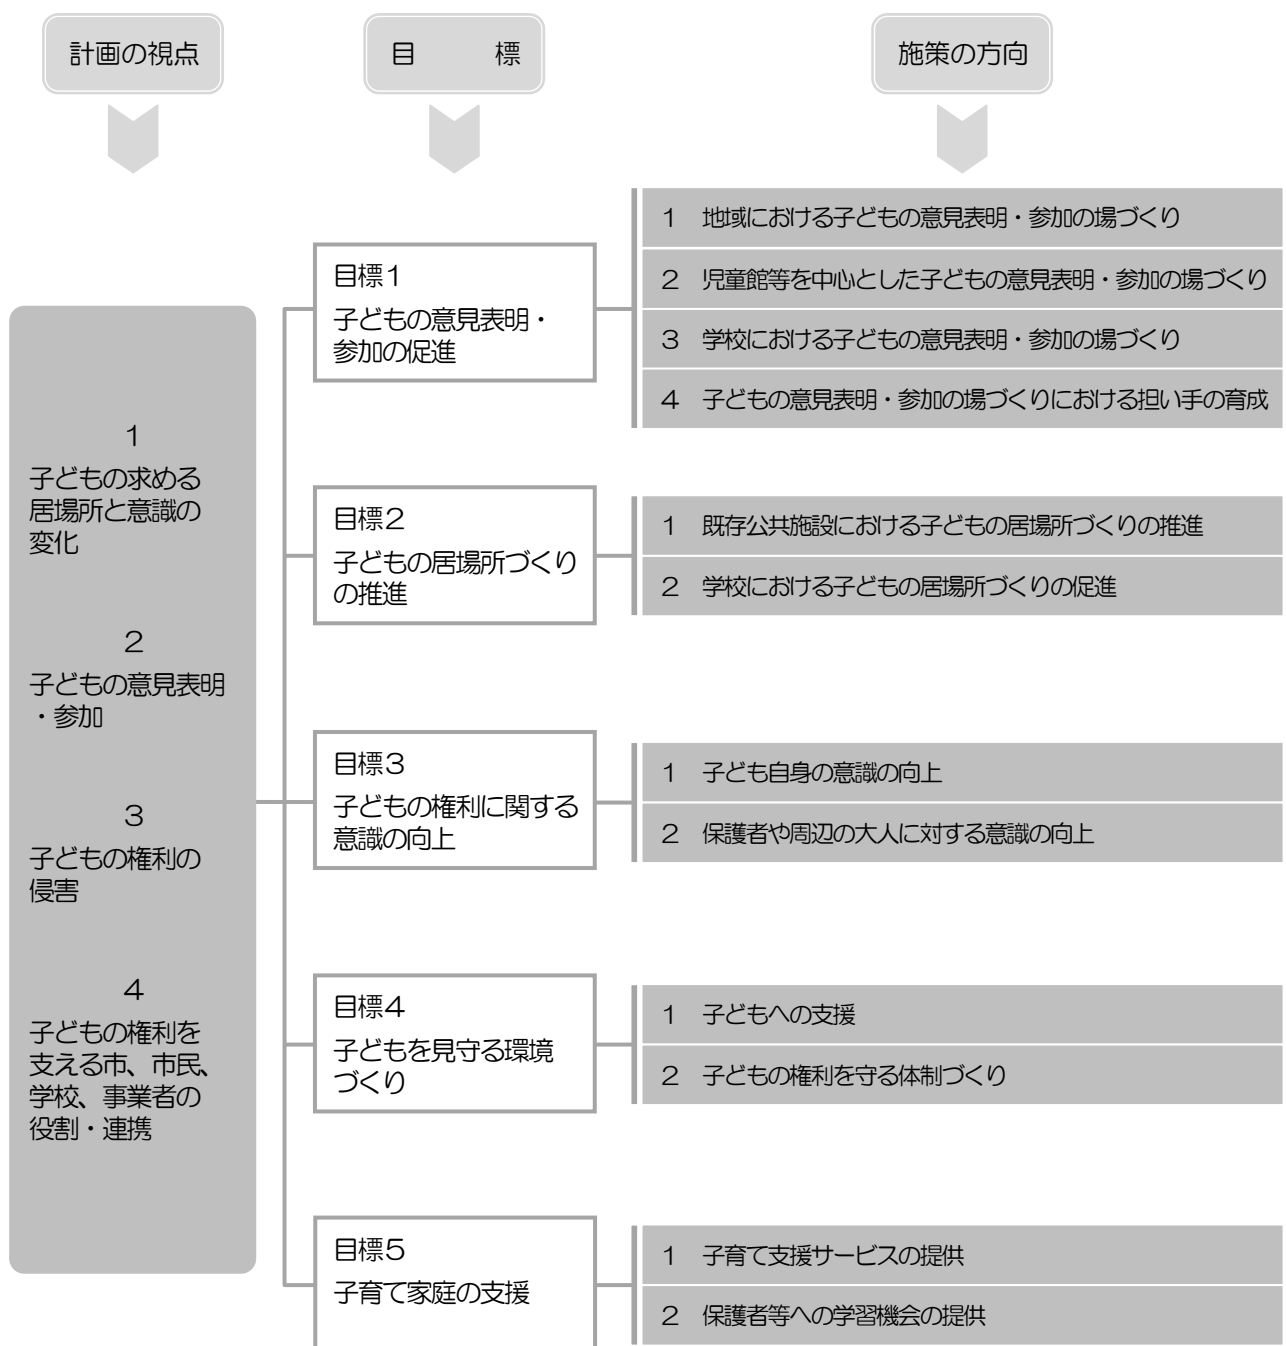 計画の視点
目　　標
施策の方向
1
子どもの求める
居場所と意識の
変化
2
子どもの意見表明
・参加
3
子どもの権利の
侵害
4
子どもの権利を
支える市、市民、
学校、事業者の
役割・連携
目標1
子どもの意見表明・
参加の促進
1　地域における子どもの意見表明・参加の場づくり
2　児童館等を中心とした子どもの意見表明・参加の場づくり
3　学校における子どもの意見表明・参加の場づくり
4　子どもの意見表明・参加の場づくりにおける担い手の育成
目標2
子どもの居場所づくり
の推進
1　既存公共施設における子どもの居場所づくりの推進
2　学校における子どもの居場所づくりの促進
目標3
子どもの権利に関する
意識の向上
1　子ども自身の意識の向上
2　保護者や周辺の大人に対する意識の向上
目標4
子どもを見守る環境
づくり
1　子どもへの支援
2　子どもの権利を守る体制づくり
目標5
子育て家庭の支援
1　子育て支援サービスの提供
2　保護者等への学習機会の提供